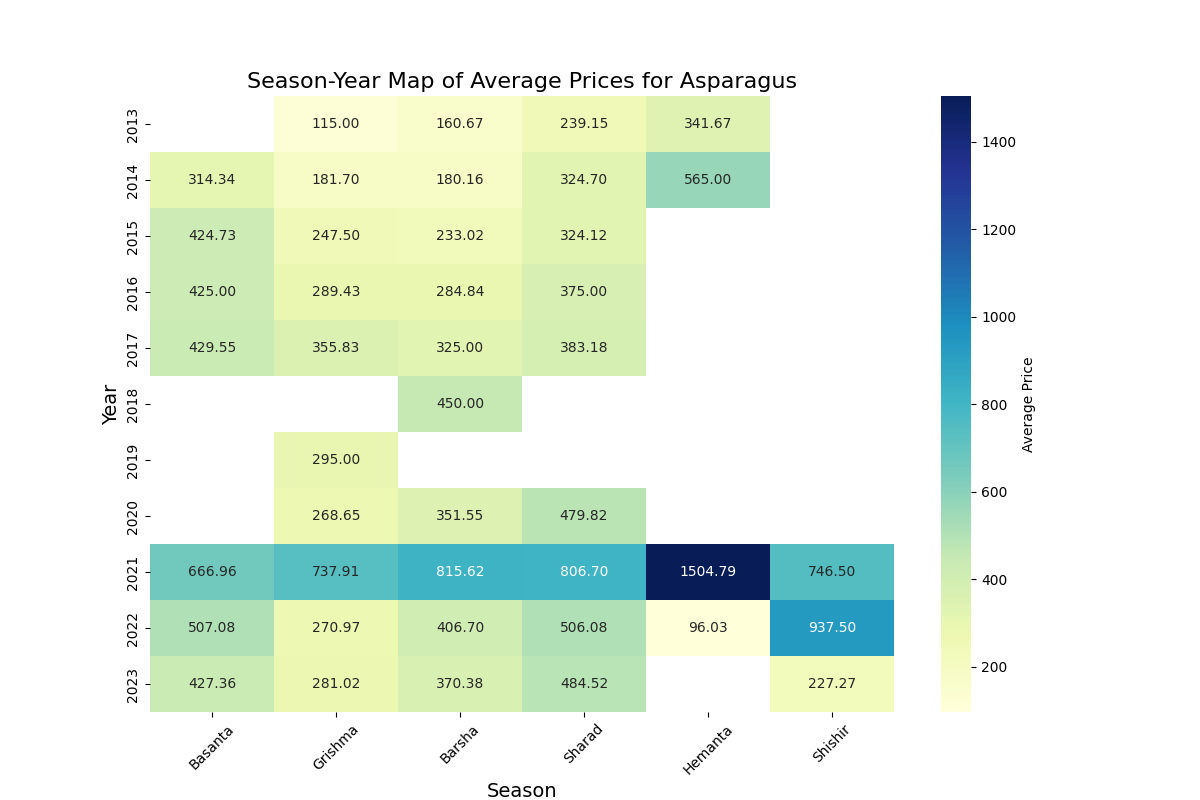 Season-Year Map of Average Prices for Asparagus
2013 115.00 160.67 239.15 341.67
2014 314.34 181.70 180.16 324.70 565.00
2015 424.73 247.50 233.02 324.12
2016 425.00 289.43 284.84 375.00
2017 429.55 355.83 325.00 383.18
2018 450.00
2019 295.00
2020 268.65 351.55 479.82
2021 666.96 737.91 815.62 806.70 1504.79 746.50
2022 507.08 270.97 406.70 506.08 96.03 937.50
2023 427.36 281.02 370.38 484.52 227.27
Year
Basanta Grishma Barsha Sharad Hemanta Shishir
Season
1400
1200
1000
800
600
400
200
Average Price